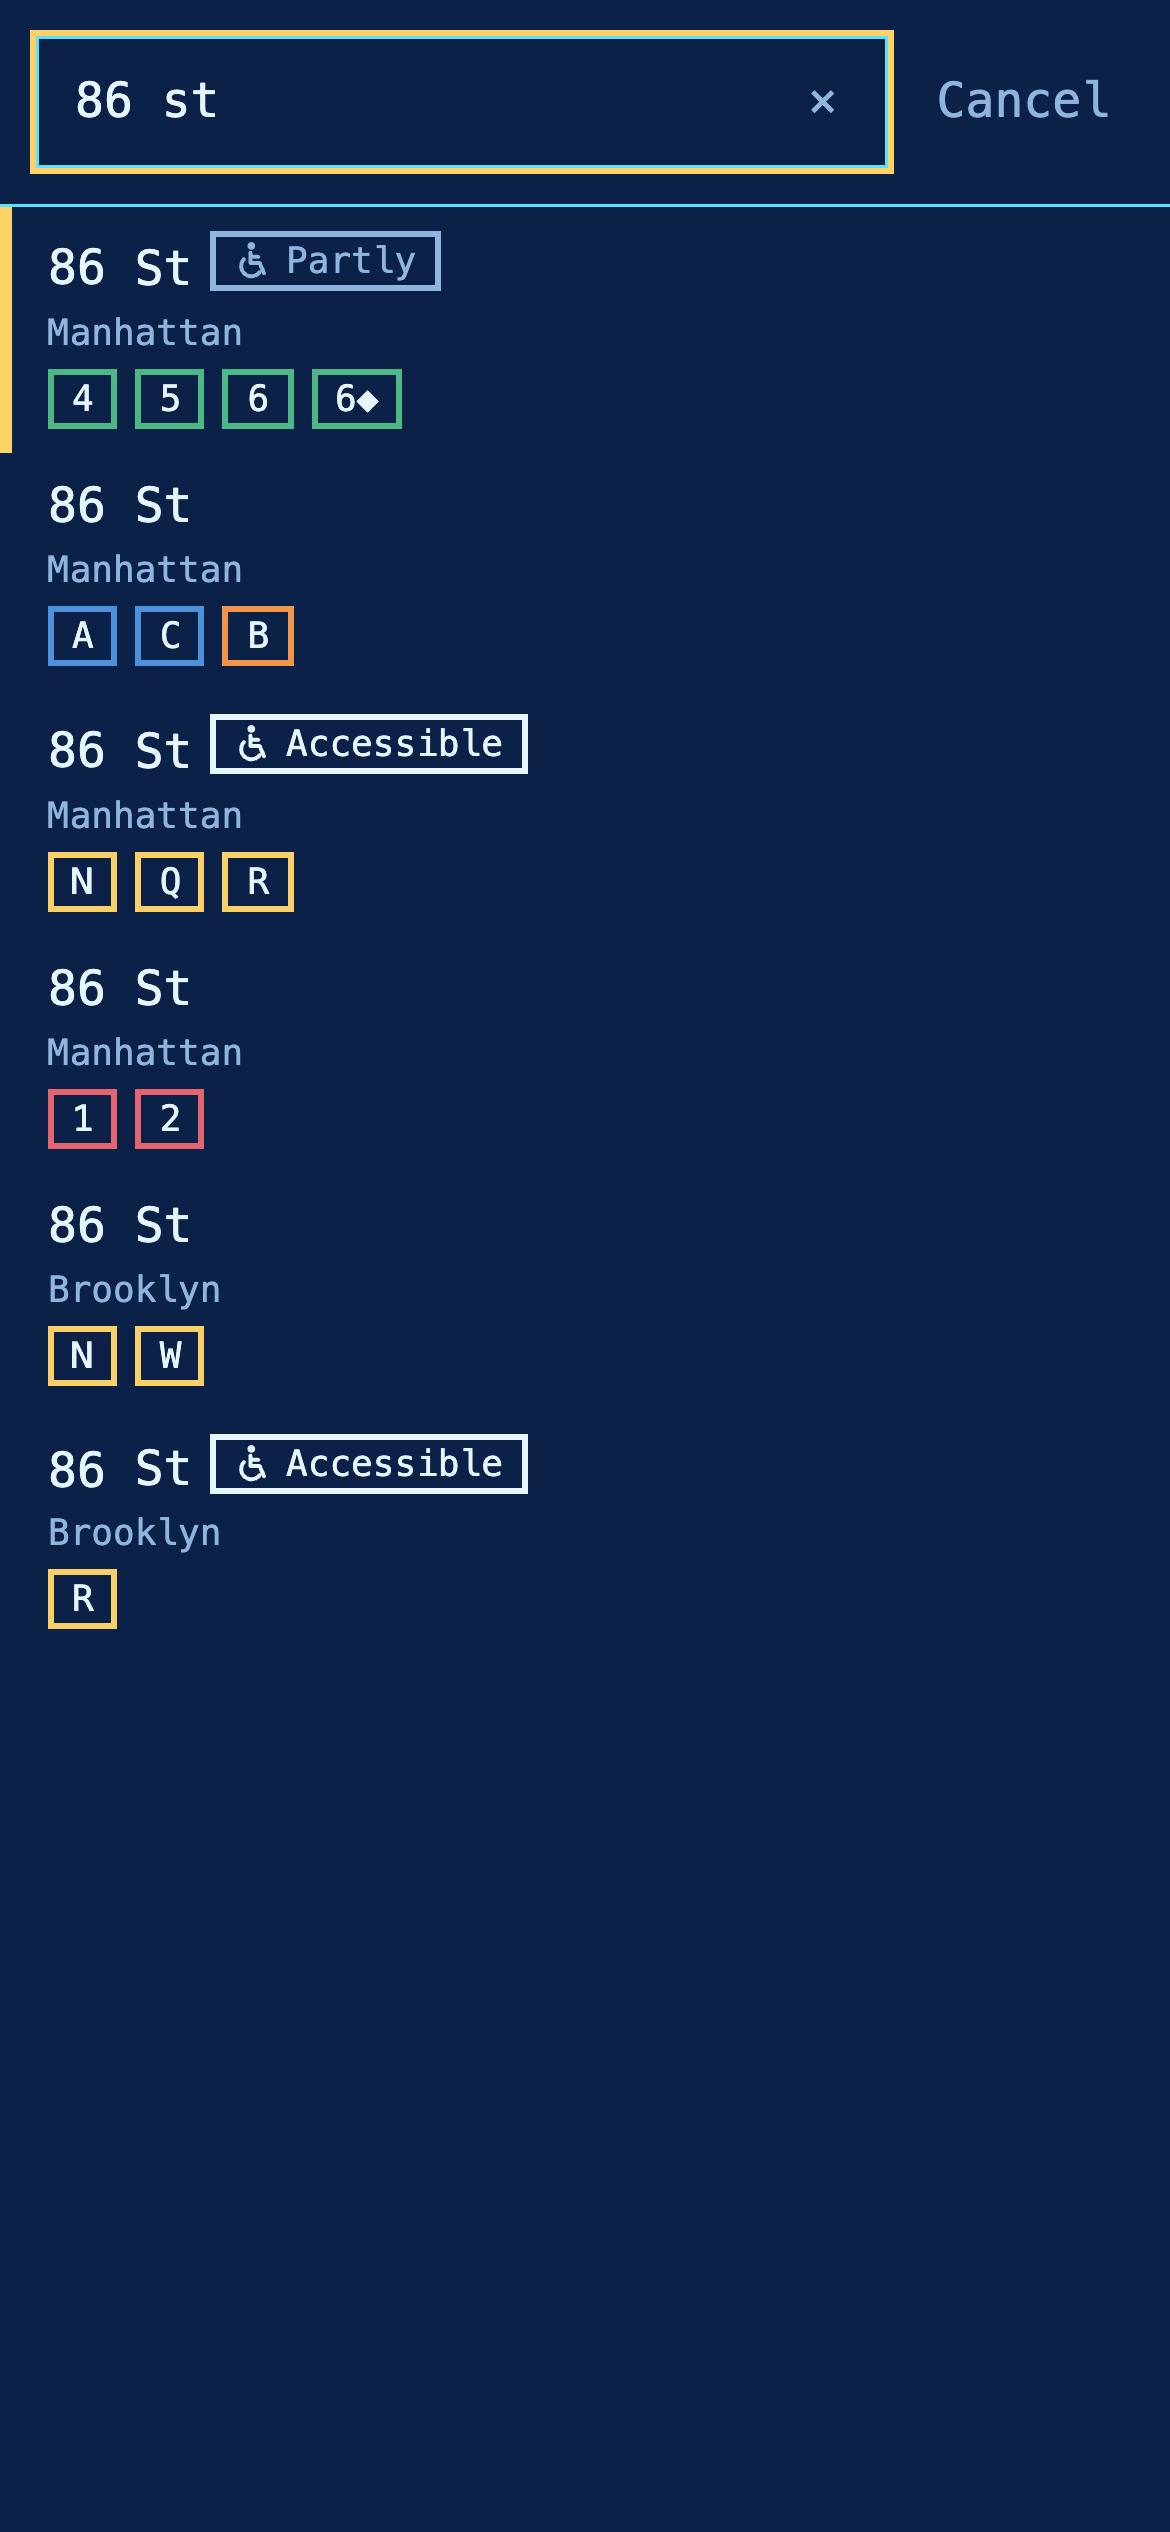 86 st × Cancel
86 St ♿ Partly
Manhattan
4 5 6 6◆
86 St
Manhattan
A C B
86 St ♿ Accessible
Manhattan
N Q R
86 St
Manhattan
1 2
86 St
Brooklyn
N W
86 St ♿ Accessible
Brooklyn
R